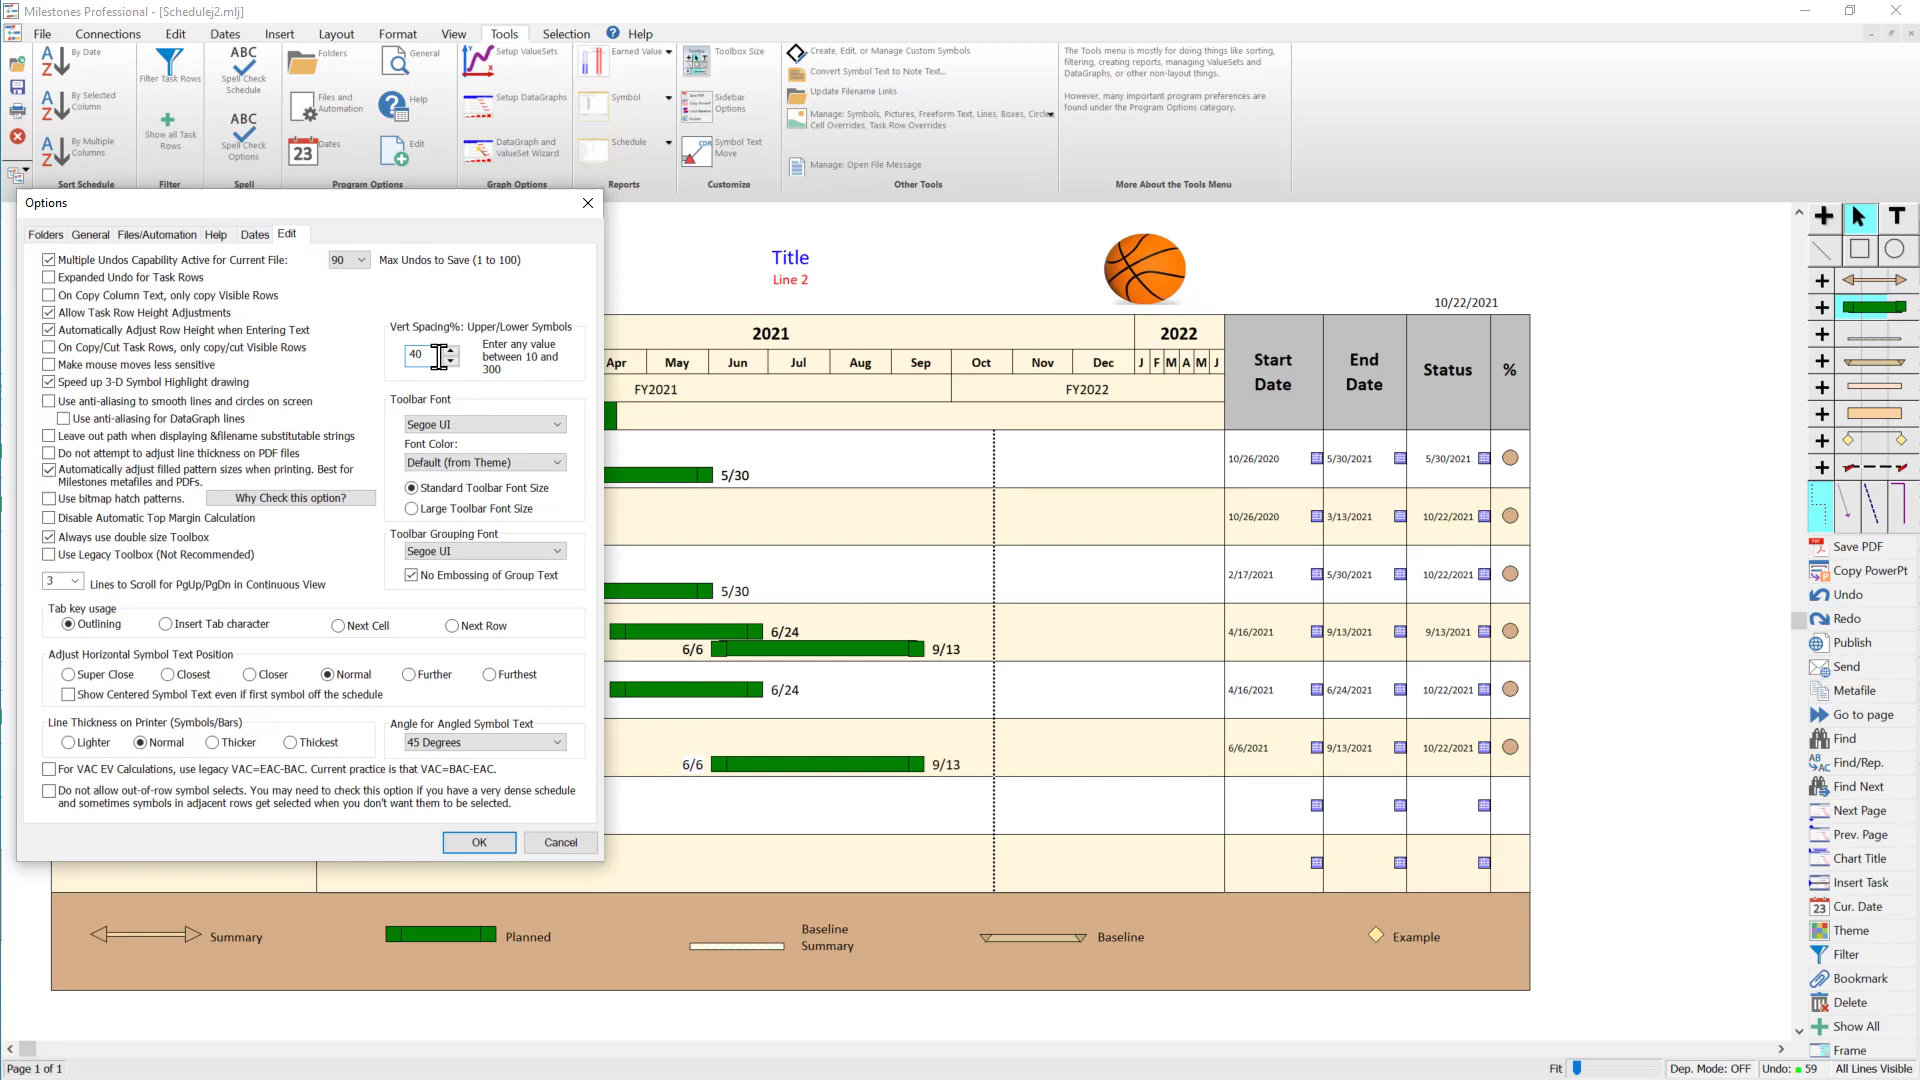 Milestones Professional - [Schedulej2.mlj]
File Connections Edit Insert Dates Layout Format View Tools Selection Help
By Date
By Selected
Column
By Multiple
Columns
Sort Schedule
Filter Task Rows
Show all Task
Rows
Filter
ABC
Spell Check
Schedule
ABC
Spell Check
Options
Spell
Folders
Files and
Automation
23
Dates
General
Help
Edit
Program Options
Setup ValueSets
Setup DataGraphs
DataGraph and
ValueSet Wizard
Graph Options
Earned Value
Symbol
Schedule
Reports
Toolbox Size
Sidebar
Options
Symbol Text
Move
Customize
Create, Edit, or Manage Custom Symbols
Convert Symbol Text to Note Text...
Update Filename Links
Manage: Symbols, Pictures, Freeform Text, Lines, Boxes, Circles,
Cell Overrides, Task Row Overrides
Manage: Open File Message
Other Tools
The Tools menu is mostly for doing things like sorting,
filtering, creating reports, managing ValueSets and
DataGraphs, or other non-layout things.
However, many important program preferences are
found under the Program Options category.
More About the Tools Menu
Options
Folders General Files/Automation Help Dates Edit
Multiple Undos Capability Active for Current File: 90 Max Undos to Save (1 to 100)
Expanded Undo for Task Rows
On Copy Column Text, only copy Visible Rows
Allow Task Row Height Adjustments
Automatically Adjust Row Height when Entering Text
On Copy/Cut Task Rows, only copy/cut Visible Rows
Make mouse moves less sensitive
Speed up 3-D Symbol Highlight drawing
Use anti-aliasing to smooth lines and circles on screen
Use anti-aliasing for DataGraph lines
Leave out path when displaying &filename substitutable strings
Do not attempt to adjust line thickness on PDF files
Automatically adjust filled pattern sizes when printing. Best for
Milestones metafiles and PDFs.
Use bitmap hatch patterns. Why Check this option?
Disable Automatic Top Margin Calculation
Always use double size Toolbox
Use Legacy Toolbox (Not Recommended)
3 Lines to Scroll for PgUp/PgDn in Continuous View
Vert Spacing%: Upper/Lower Symbols
40
Enter any value
between 10 and
300
Toolbar Font
Segoe UI
Font Color:
Default (from Theme)
Standard Toolbar Font Size
Large Toolbar Font Size
Toolbar Grouping Font
Segoe UI
No Embossing of Group Text
Tab key usage
Outlining Insert Tab character Next Cell Next Row
Adjust Horizontal Symbol Text Position
Super Close Closest Closer Normal Further Furthest
Show Centered Symbol Text even if first symbol off the schedule
Line Thickness on Printer (Symbols/Bars)
Lighter Normal Thicker Thickest
Angle for Angled Symbol Text
45 Degrees
For VAC EV Calculations, use legacy VAC=EAC-BAC. Current practice is that VAC=BAC-EAC.
Do not allow out-of-row symbol selects. You may need to check this option if you have a very dense schedule
and sometimes symbols in adjacent rows get selected when you don't want them to be selected.
OK Cancel
Title
Line 2
10/22/2021
2021 2022
Apr May Jun Jul Aug Sep Oct Nov Dec J F M A M J
FY2021 FY2022
Start
Date
End
Date
Status
%
5/30 10/26/2020 5/30/2021 5/30/2021
10/26/2020 3/13/2021 10/22/2021
5/30 2/17/2021 5/30/2021 10/22/2021
6/24 4/16/2021 9/13/2021 9/13/2021
6/6 9/13
6/24 4/16/2021 6/24/2021 10/22/2021
6/6 9/13 6/6/2021 9/13/2021 10/22/2021
Summary
Planned
Baseline
Summary
Baseline
Example
T
Save PDF
Copy PowerPt
Undo
Redo
Publish
Send
Metafile
Go to page
Find
Find/Rep.
Find Next
Next Page
Prev. Page
Chart Title
Insert Task
23 Cur. Date
Theme
Filter
Bookmark
Delete
Show All
Frame
Page 1 of 1
Fit Dep. Mode: OFF Undo: 59 All Lines Visible